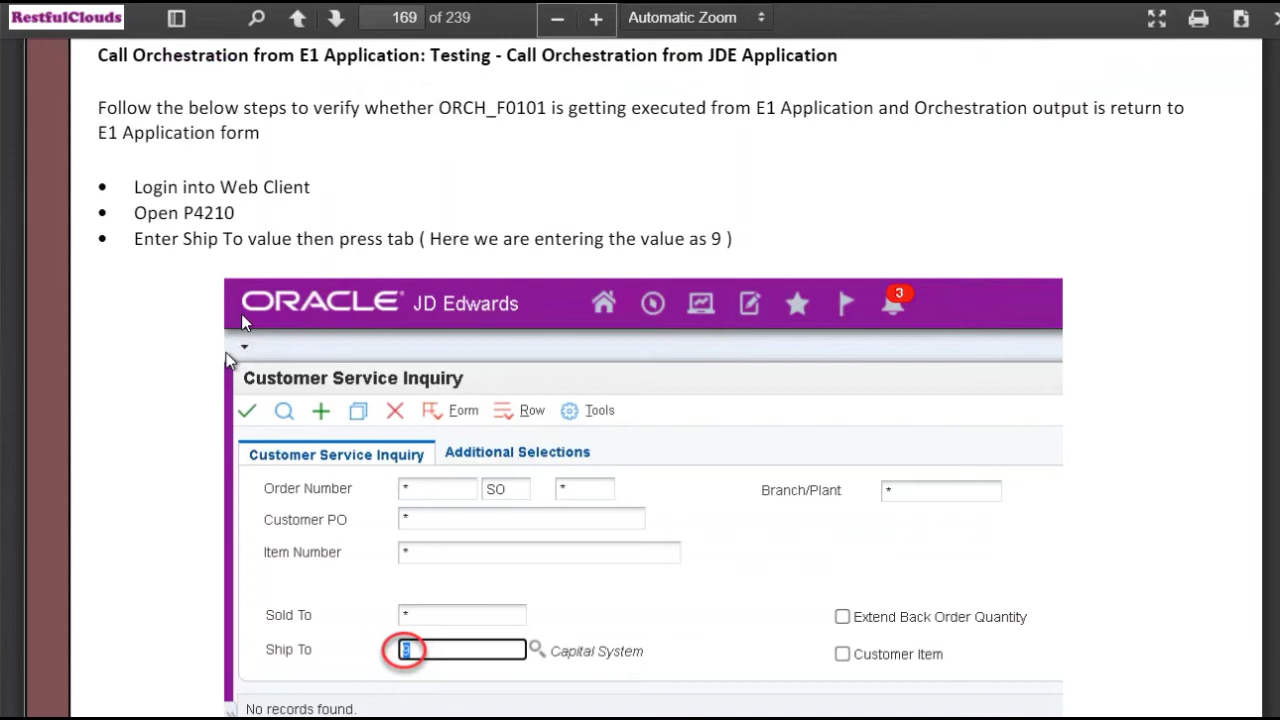 RestfulClouds
169 of 239
Automatic Zoom
Call Orchestration from E1 Application: Testing - Call Orchestration from JDE Application
Follow the below steps to verify whether ORCH_F0101 is getting executed from E1 Application and Orchestration output is return to
E1 Application form
• Login into Web Client
• Open P4210
• Enter Ship To value then press tab ( Here we are entering the value as 9 )
ORACLE JD Edwards
3
Customer Service Inquiry
Form Row Tools
Customer Service Inquiry Additional Selections
Order Number * SO * Branch/Plant *
Customer PO *
Item Number *
Sold To * Extend Back Order Quantity
Ship To 9 Capital System Customer Item
No records found.